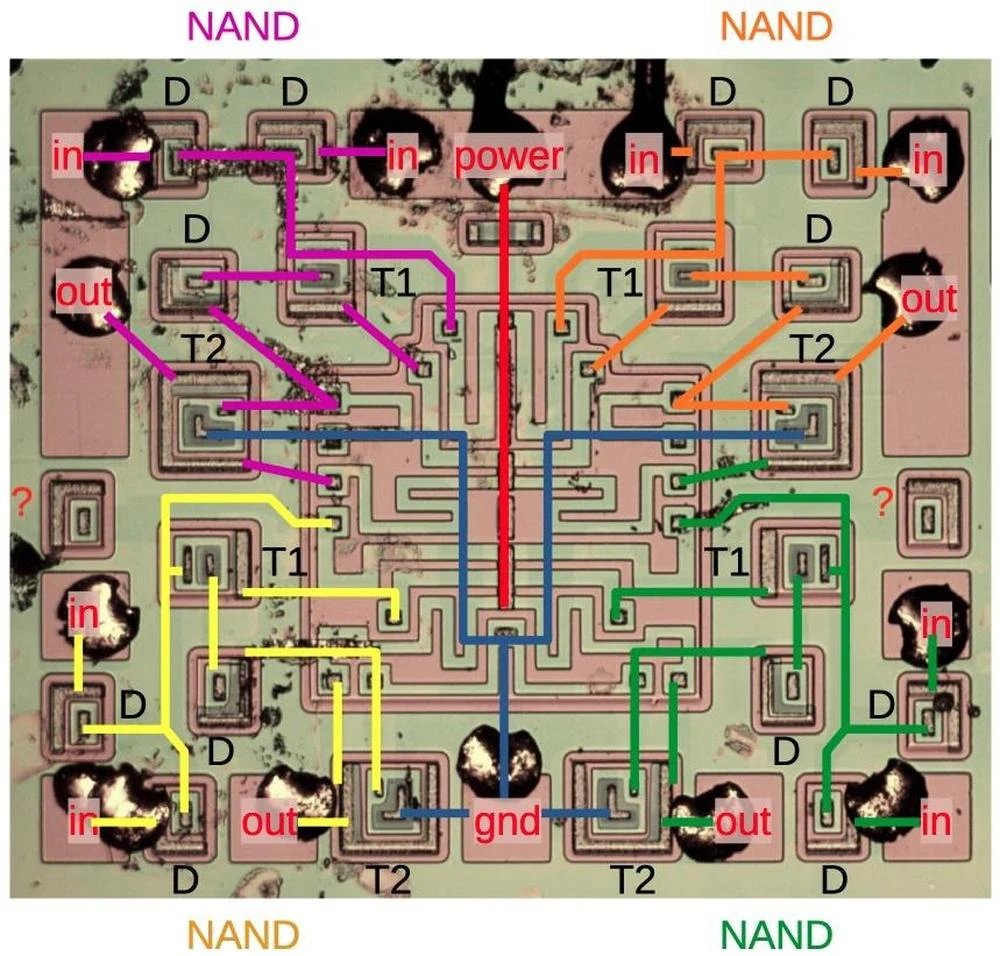 NAND NAND
D D D D
in in power in in
D D
T1 T1
out out
T2 T2
? ?
T1 T1
in in
D D
D D
in out gnd out in
D T2 T2 D
NAND NAND